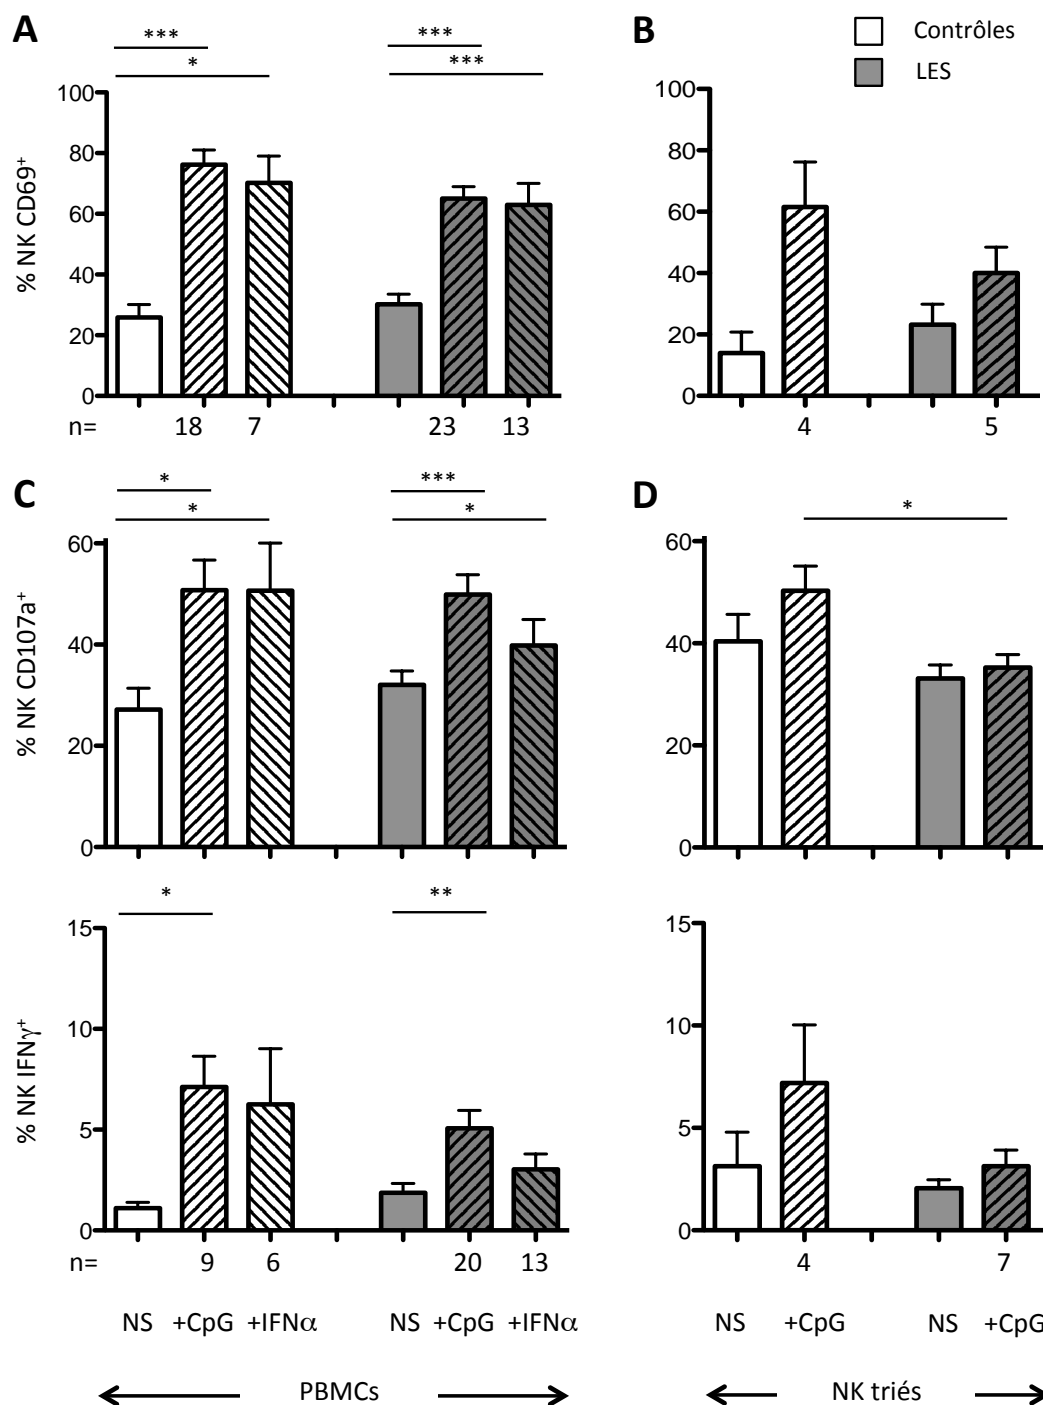 A
B
Contrôles
LES
***
*
***
***
% NK CD69⁺
100
80
60
40
20
0
n= 18 7 23 13
100
80
60
40
20
0
4 5
C
D
*
*
***
*
*
% NK CD107a⁺
60
40
20
0
60
40
20
0
*
**
% NK IFNγ⁺
15
10
5
0
n= 9 6 20 13
15
10
5
0
4 7
NS +CpG +IFNα NS +CpG +IFNα
NS +CpG NS +CpG
PBMCs
NK triés